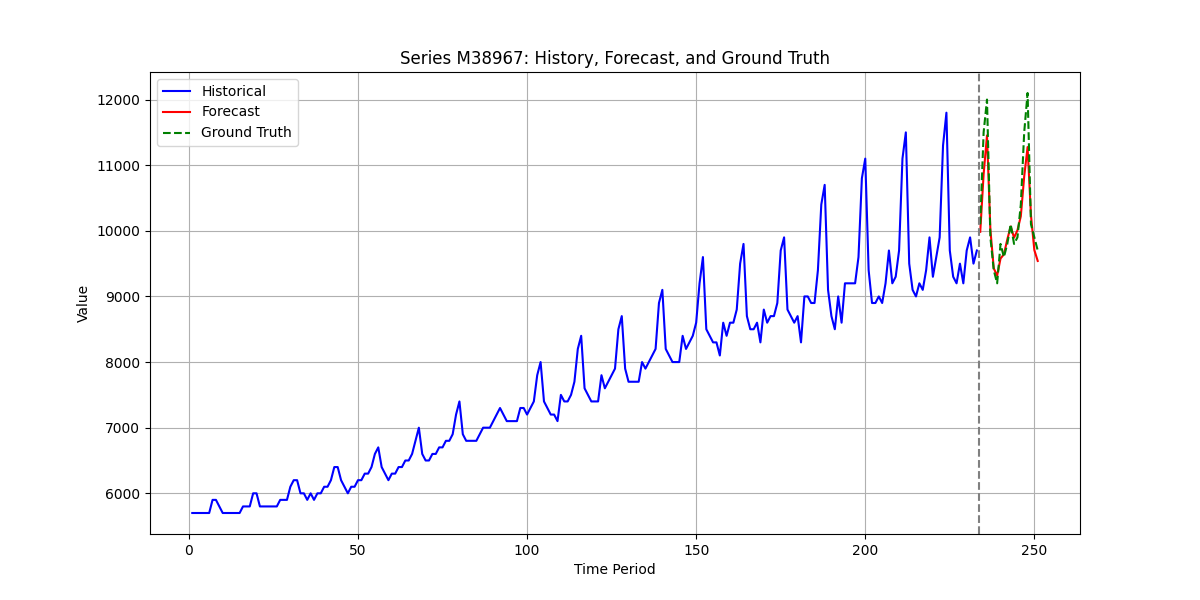 Series M38967: History, Forecast, and Ground Truth
Historical
Forecast
Ground Truth
12000
11000
10000
9000
8000
7000
6000
Value
0 50 100 150 200 250
Time Period